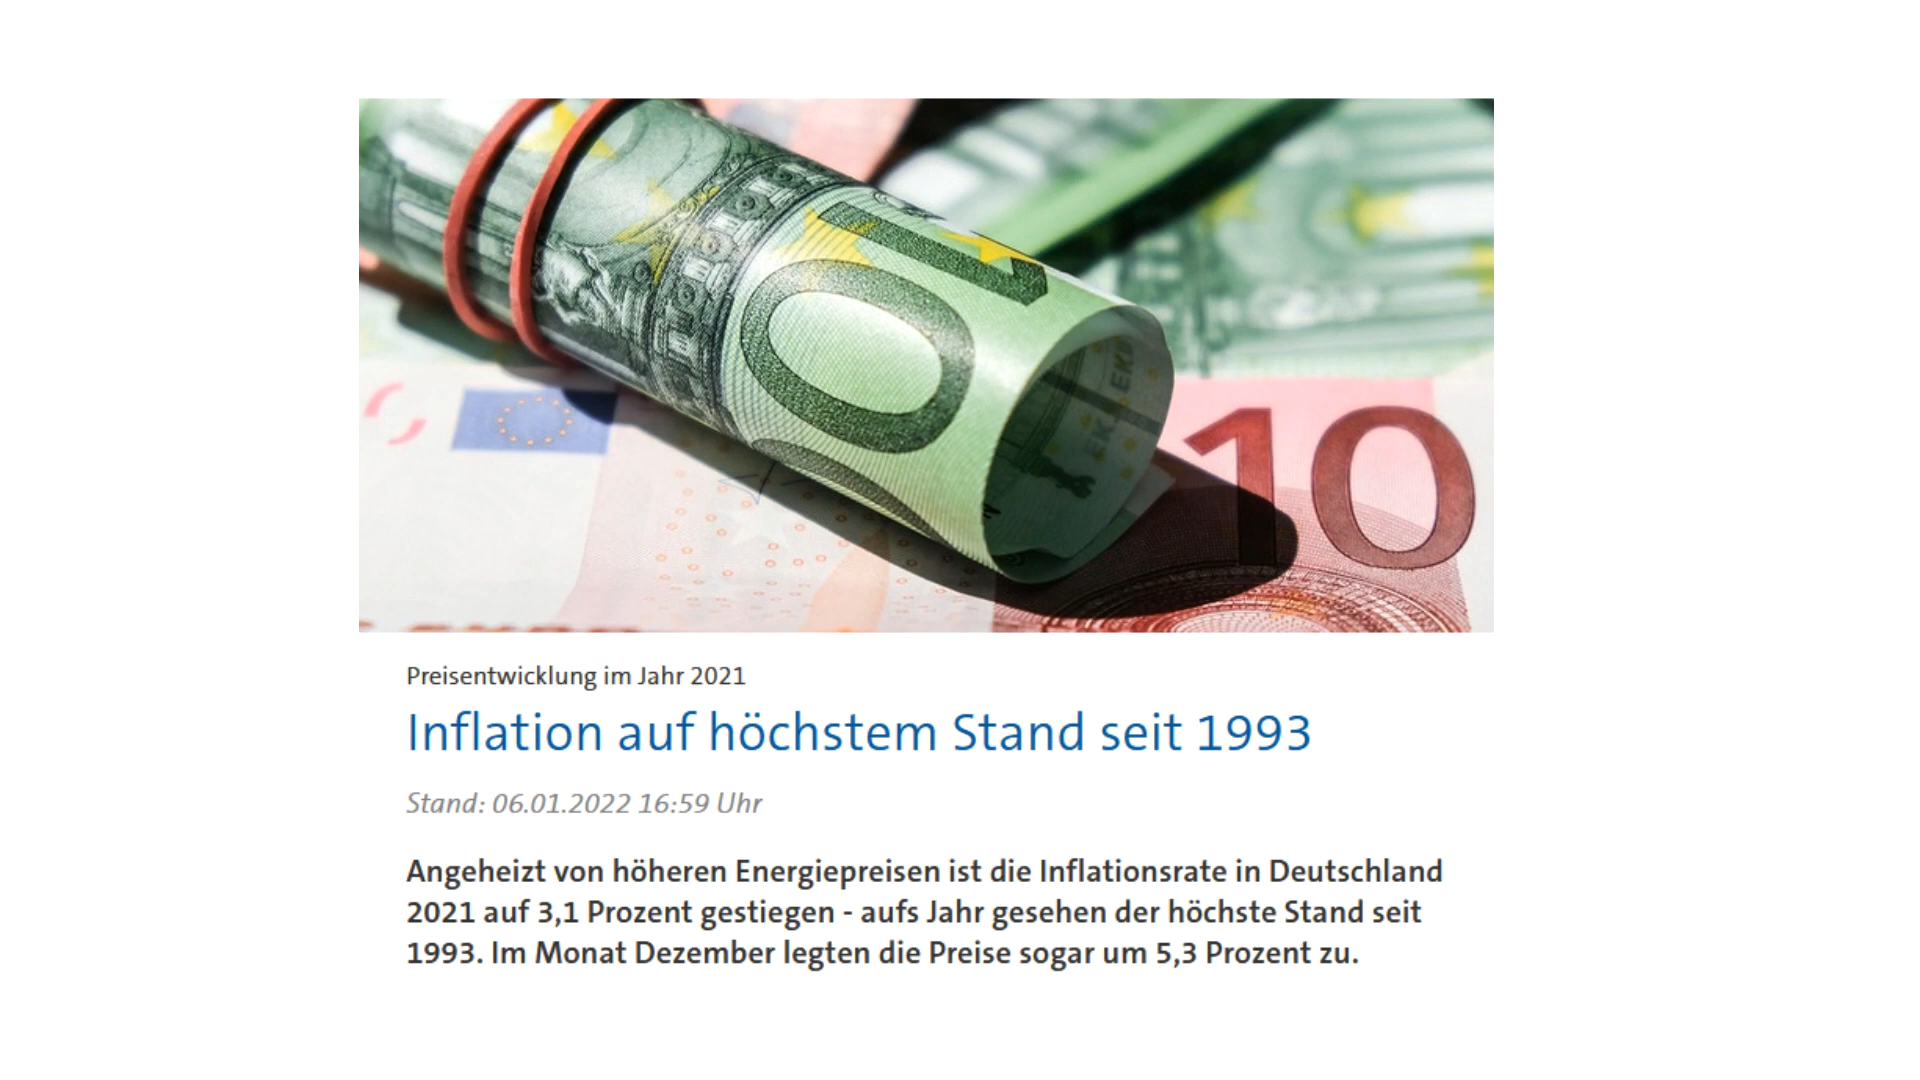 10
10
Preisentwicklung im Jahr 2021
Inflation auf höchstem Stand seit 1993
Stand: 06.01.2022 16:59 Uhr
Angeheizt von höheren Energiepreisen ist die Inflationsrate in Deutschland
2021 auf 3,1 Prozent gestiegen - aufs Jahr gesehen der höchste Stand seit
1993. Im Monat Dezember legten die Preise sogar um 5,3 Prozent zu.